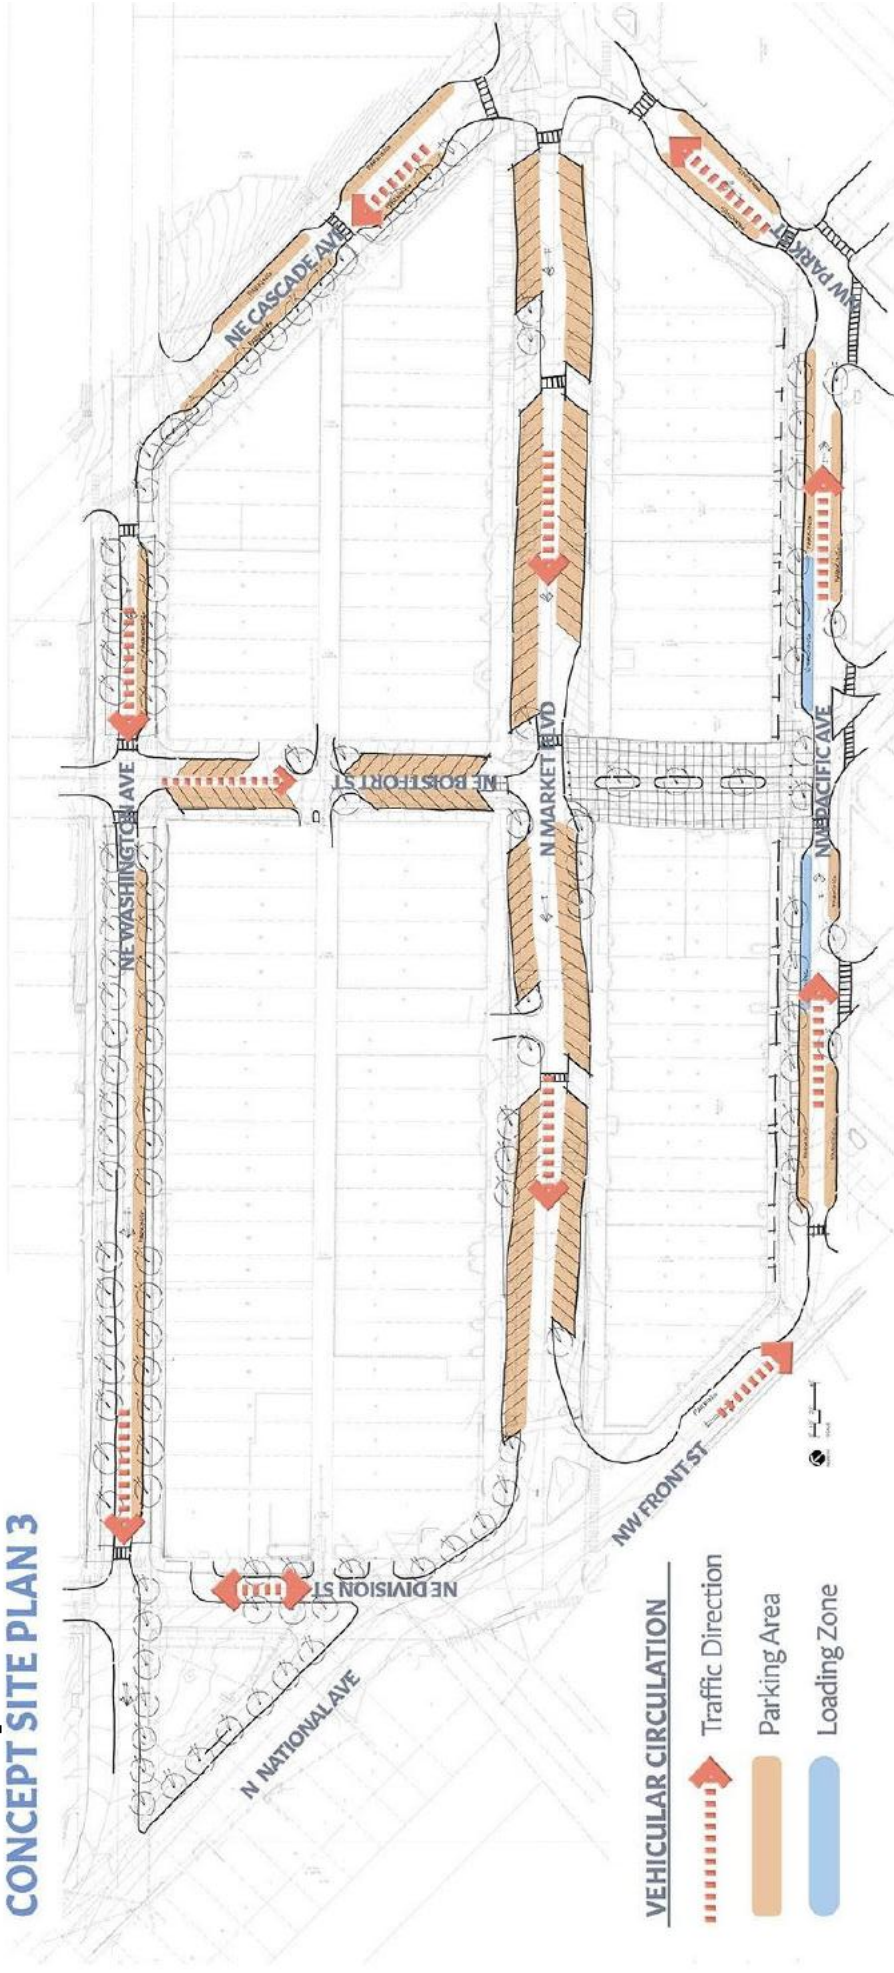 CONCEPT SITE PLAN 3
NE WASHINGTON AVE
NE CASCADE AVE
NE BOISTFORT ST
N MARKET BLVD
NW PARK ST
NW PACIFIC AVE
NE DIVISION ST
N NATIONAL AVE
NW FRONT ST
VEHICULAR CIRCULATION
Traffic Direction
Parking Area
Loading Zone